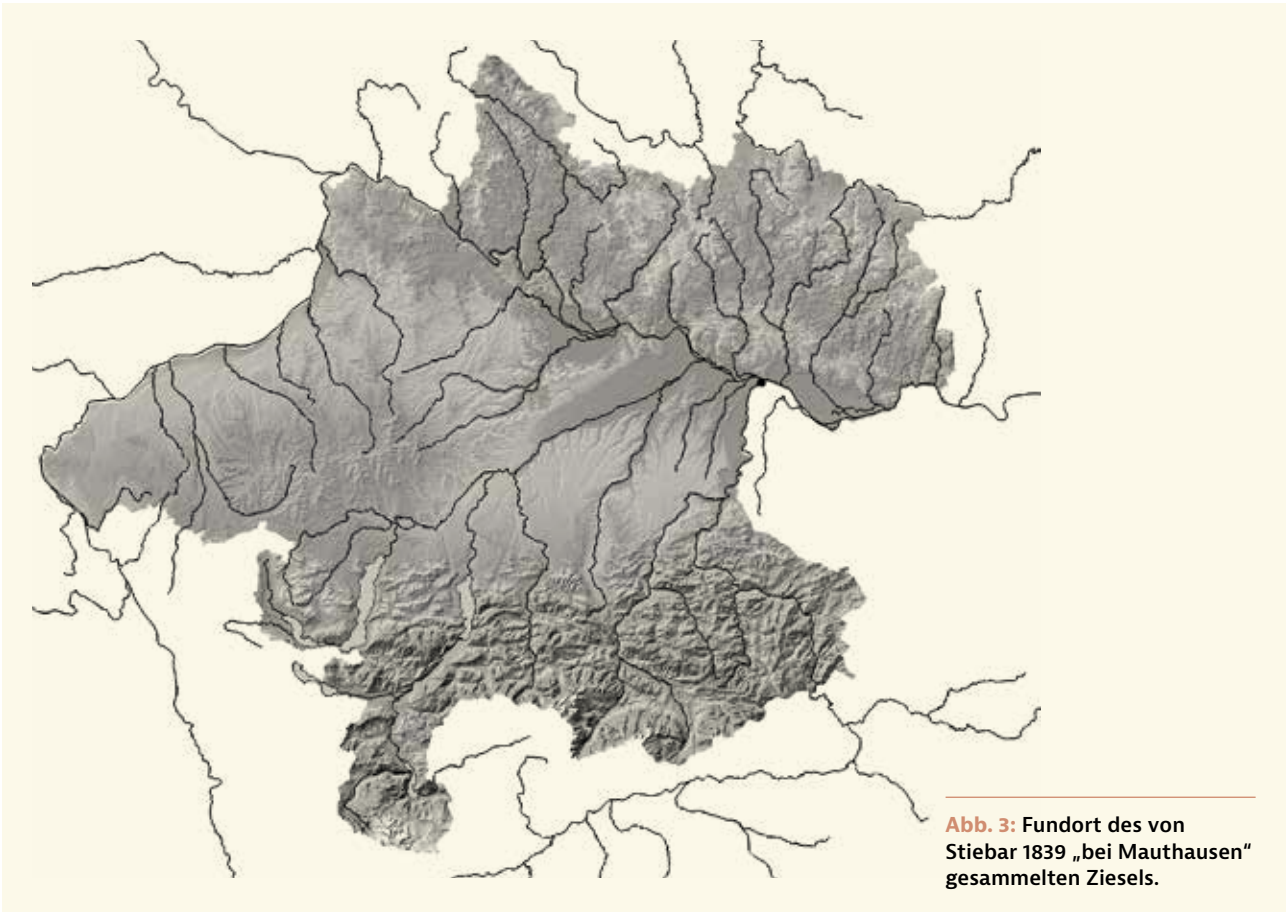 Abb. 3: Fundort des von
Stiebar 1839 „bei Mauthausen“
gesammelten Ziesels.